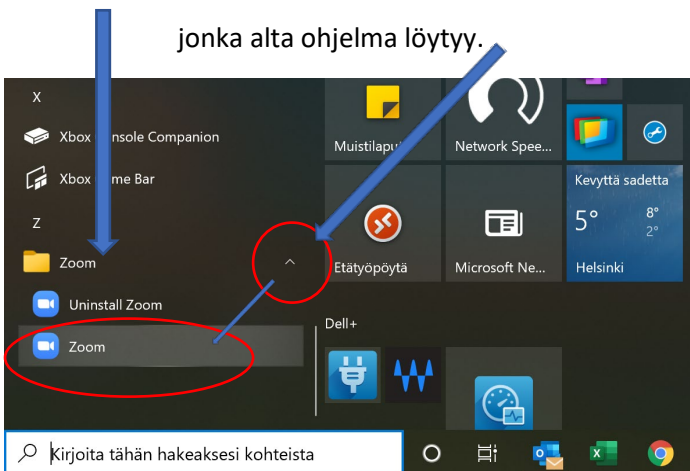 jonka alta ohjelma löytyy.
X
Xbox Console Companion
Xbox Game Bar
Z
Zoom
Uninstall Zoom
Zoom
Network Spee...
Kevyttä sadetta
5°
8°
2°
Etätyöpöytä
Microsoft Ne...
Helsinki
Dell+
Kirjoita tähän hakeaksesi kohteista